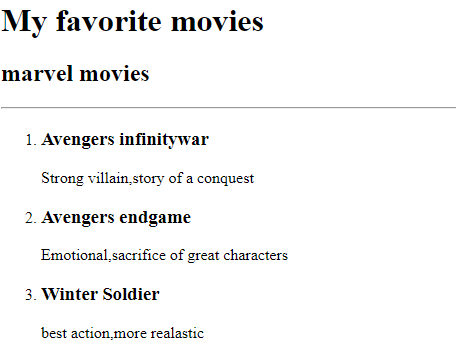 My favorite movies
marvel movies
1. Avengers infinitywar
Strong villain,story of a conquest
2. Avengers endgame
Emotional,sacrifice of great characters
3. Winter Soldier
best action,more realastic